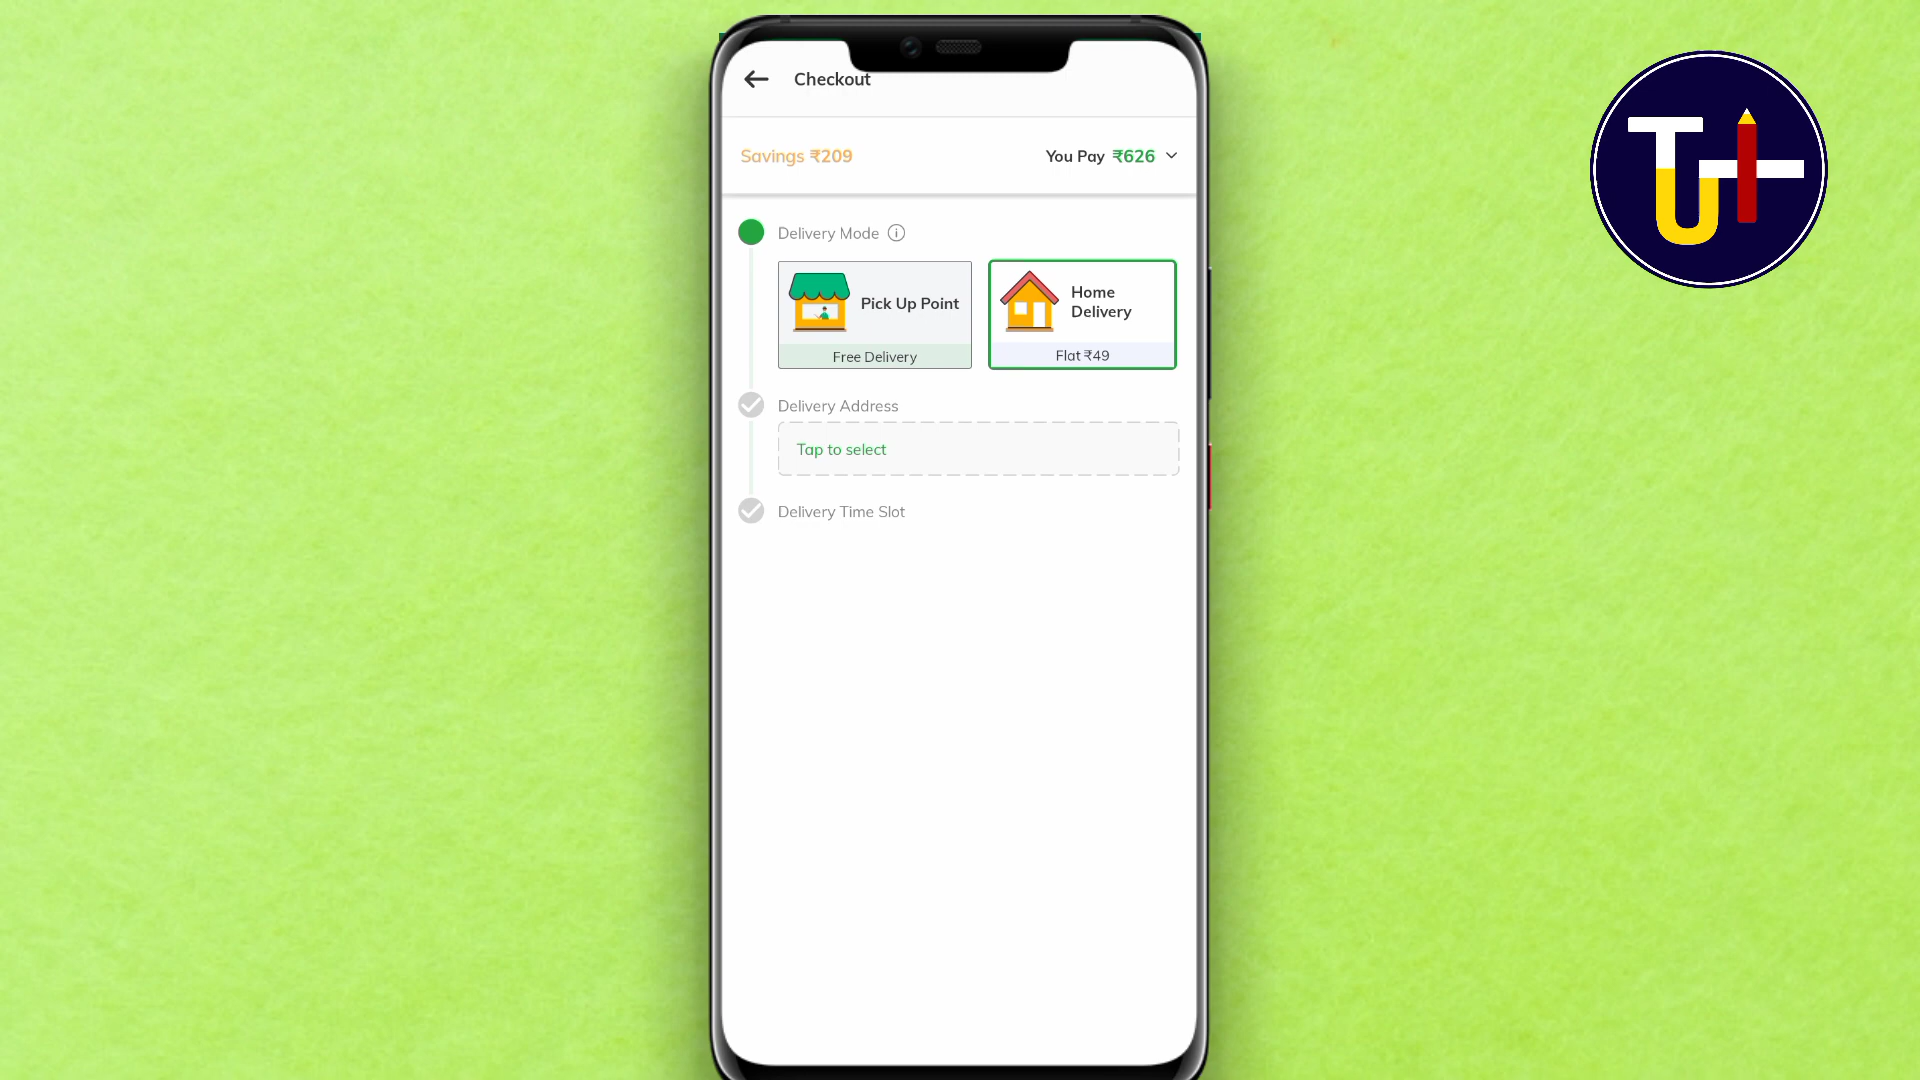 Checkout
Savings ₹209
You Pay ₹626
Delivery Mode
Pick Up Point
Free Delivery
Home
Delivery
Flat ₹49
Delivery Address
Tap to select
Delivery Time Slot
TUT